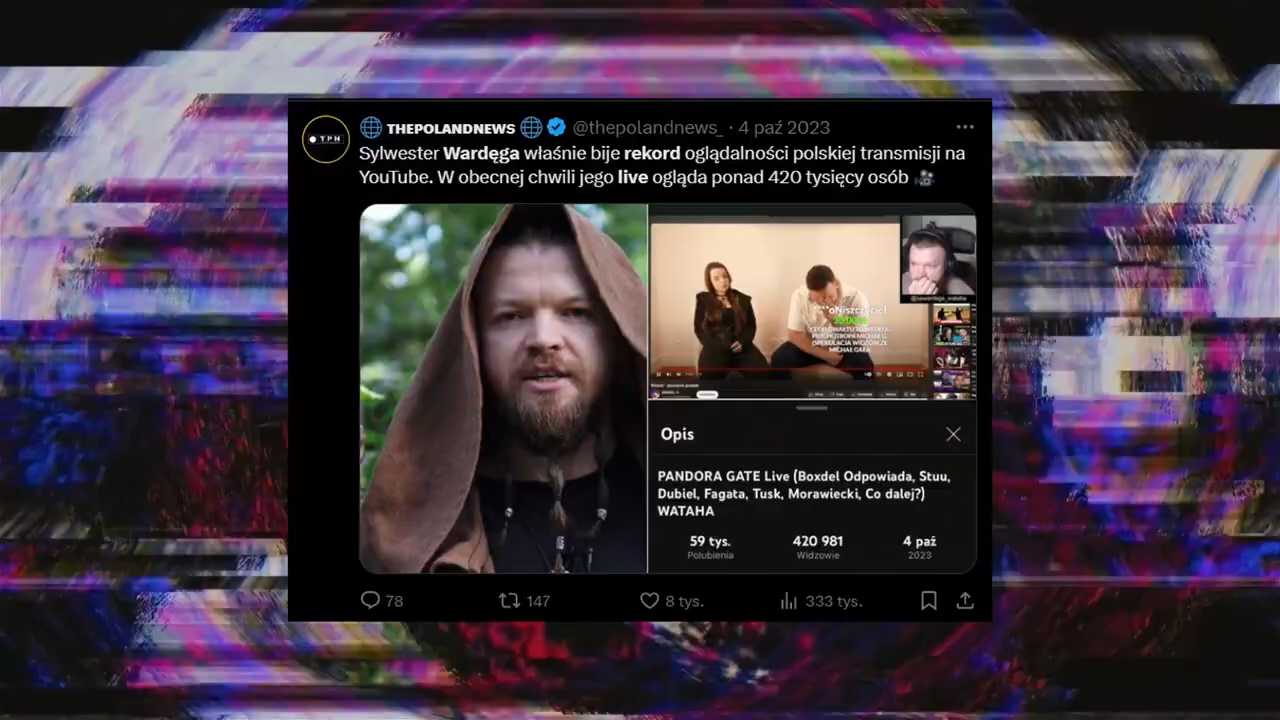 T P N
THEPOLANDNEWS @thepolandnews_ · 4 paź 2023
Sylwester Wardęga właśnie bije rekord oglądalności polskiej transmisji na
YouTube. W obecnej chwili jego live ogląda ponad 420 tysięcy osób
Opis
PANDORA GATE Live (Boxdel Odpowiada, Stuu,
Dubiel, Fagata, Tusk, Morawiecki, Co dalej?)
WATAHA
59 tys. 420 981 4 paź
Polubienia Widzowie 2023
78 147 8 tys. 333 tys.